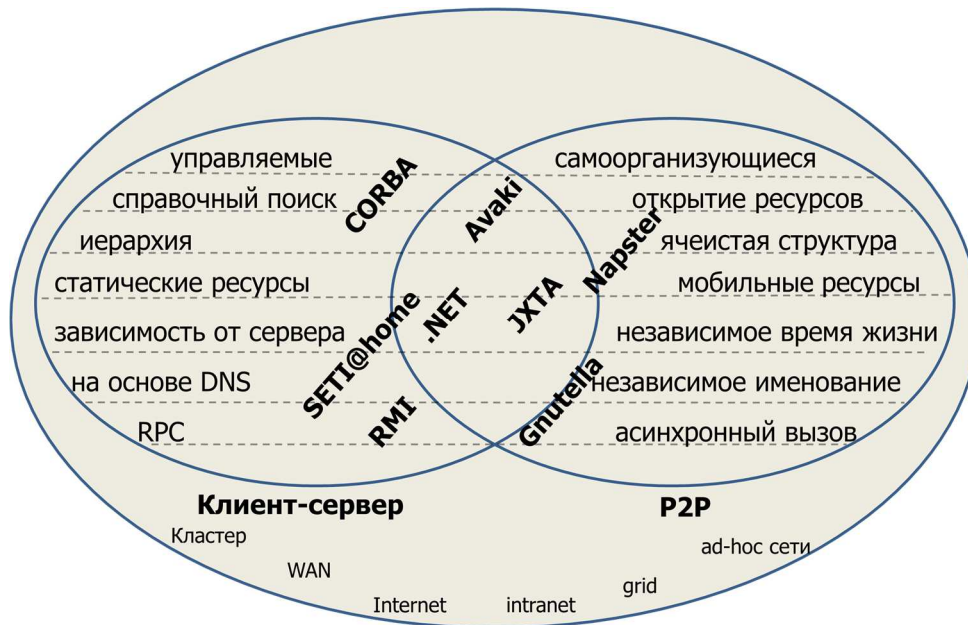 управляемые
самоорганизующиеся
справочный поиск
открытие ресурсов
иерархия
ячеистая структура
статические ресурсы
мобильные ресурсы
зависимость от сервера
независимое время жизни
на основе DNS
независимое именование
RPC
асинхронный вызов
CORBA
Avaki
Napster
SETI@home
.NET
JXTA
RMI
Gnutella
Клиент-сервер
P2P
Кластер
WAN
Internet
intranet
grid
ad-hoc сети